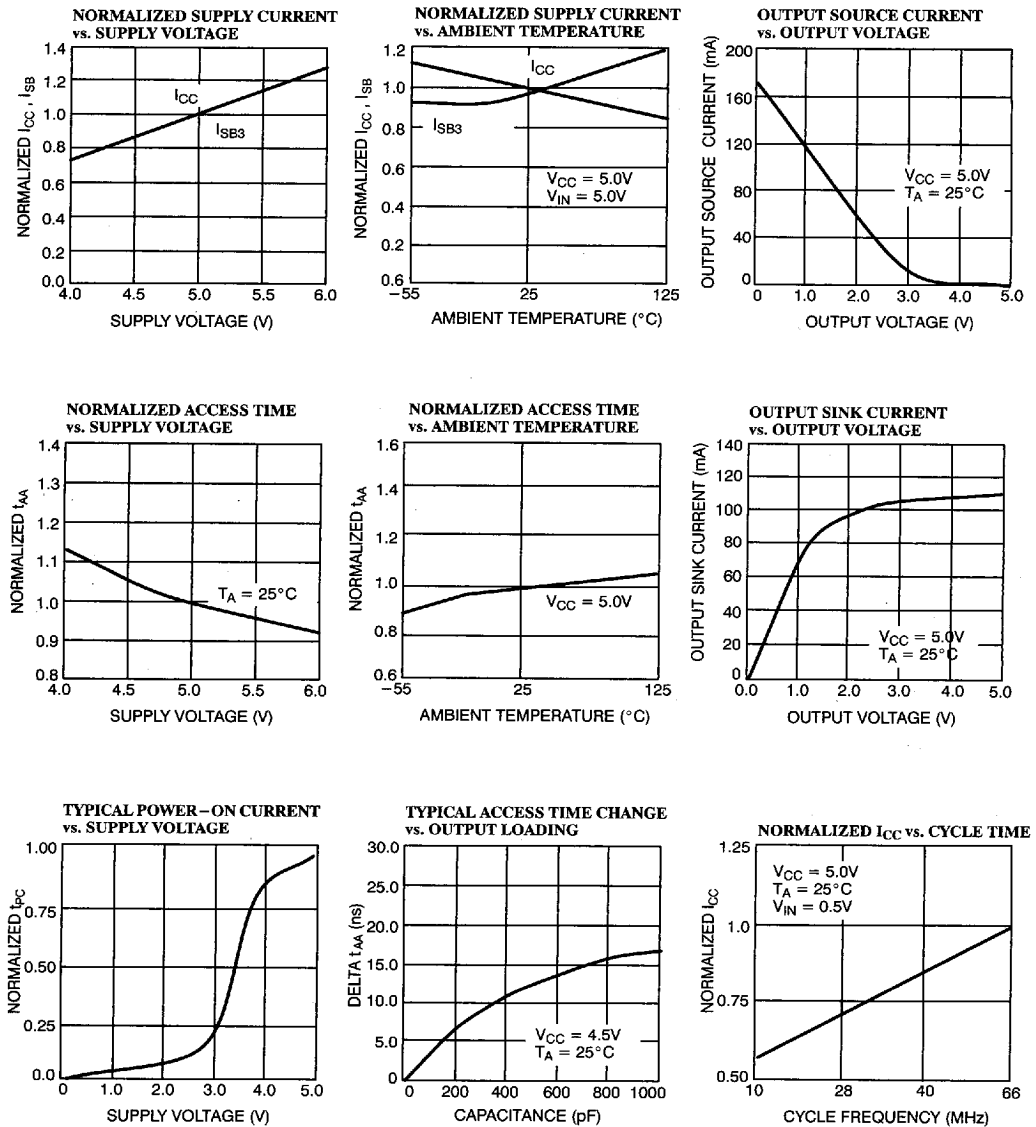 NORMALIZED SUPPLY CURRENT
vs. SUPPLY VOLTAGE
NORMALIZED ICC, ISB
1.4
1.2
1.0
0.8
0.6
0.4
0.2
0.0
ICC
ISB3
4.0 4.5 5.0 5.5 6.0
SUPPLY VOLTAGE (V)
NORMALIZED SUPPLY CURRENT
vs. AMBIENT TEMPERATURE
NORMALIZED ICC, ISB
1.2
1.0
0.8
0.6
0.4
0.2
0.6
ICC
ISB3
VCC = 5.0V
VIN = 5.0V
−55 25 125
AMBIENT TEMPERATURE (°C)
OUTPUT SOURCE CURRENT
vs. OUTPUT VOLTAGE
OUTPUT SOURCE CURRENT (mA)
200
160
120
80
40
0
VCC = 5.0V
TA = 25°C
0 1.0 2.0 3.0 4.0 5.0
OUTPUT VOLTAGE (V)
NORMALIZED ACCESS TIME
vs. SUPPLY VOLTAGE
NORMALIZED tAA
1.4
1.3
1.2
1.1
1.0
0.9
0.8
TA = 25°C
4.0 4.5 5.0 5.5 6.0
SUPPLY VOLTAGE (V)
NORMALIZED ACCESS TIME
vs. AMBIENT TEMPERATURE
NORMALIZED tAA
1.6
1.4
1.2
1.0
0.8
0.6
VCC = 5.0V
−55 25 125
AMBIENT TEMPERATURE (°C)
OUTPUT SINK CURRENT
vs. OUTPUT VOLTAGE
OUTPUT SINK CURRENT (mA)
140
120
100
80
60
40
20
0
VCC = 5.0V
TA = 25°C
0.0 1.0 2.0 3.0 4.0 5.0
OUTPUT VOLTAGE (V)
TYPICAL POWER−ON CURRENT
vs. SUPPLY VOLTAGE
NORMALIZED tPC
1.00
0.75
0.50
0.25
0.0
0 1.0 2.0 3.0 4.0 5.0
SUPPLY VOLTAGE (V)
TYPICAL ACCESS TIME CHANGE
vs. OUTPUT LOADING
DELTA tAA (ns)
30.0
25.0
20.0
15.0
10.0
5.0
0
VCC = 4.5V
TA = 25°C
0 200 400 600 800 1000
CAPACITANCE (pF)
NORMALIZED ICC vs. CYCLE TIME
NORMALIZED ICC
1.25
1.0
0.75
0.50
VCC = 5.0V
TA = 25°C
VIN = 0.5V
10 28 40 66
CYCLE FREQUENCY (MHz)